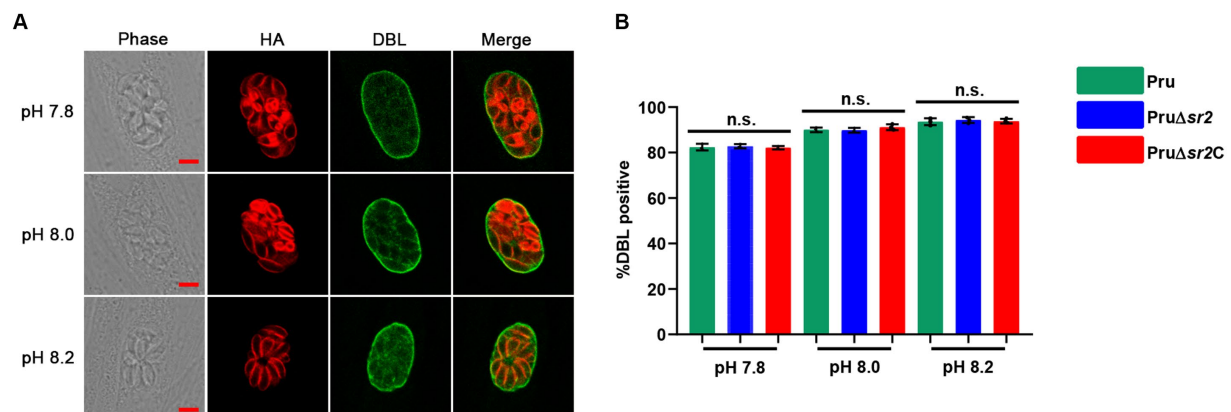 A
Phase HA DBL Merge
pH 7.8
pH 8.0
pH 8.2
B
%DBL positive
100
80
60
40
20
0
n.s.
n.s.
n.s.
pH 7.8 pH 8.0 pH 8.2
Pru
PruΔsr2
PruΔsr2C